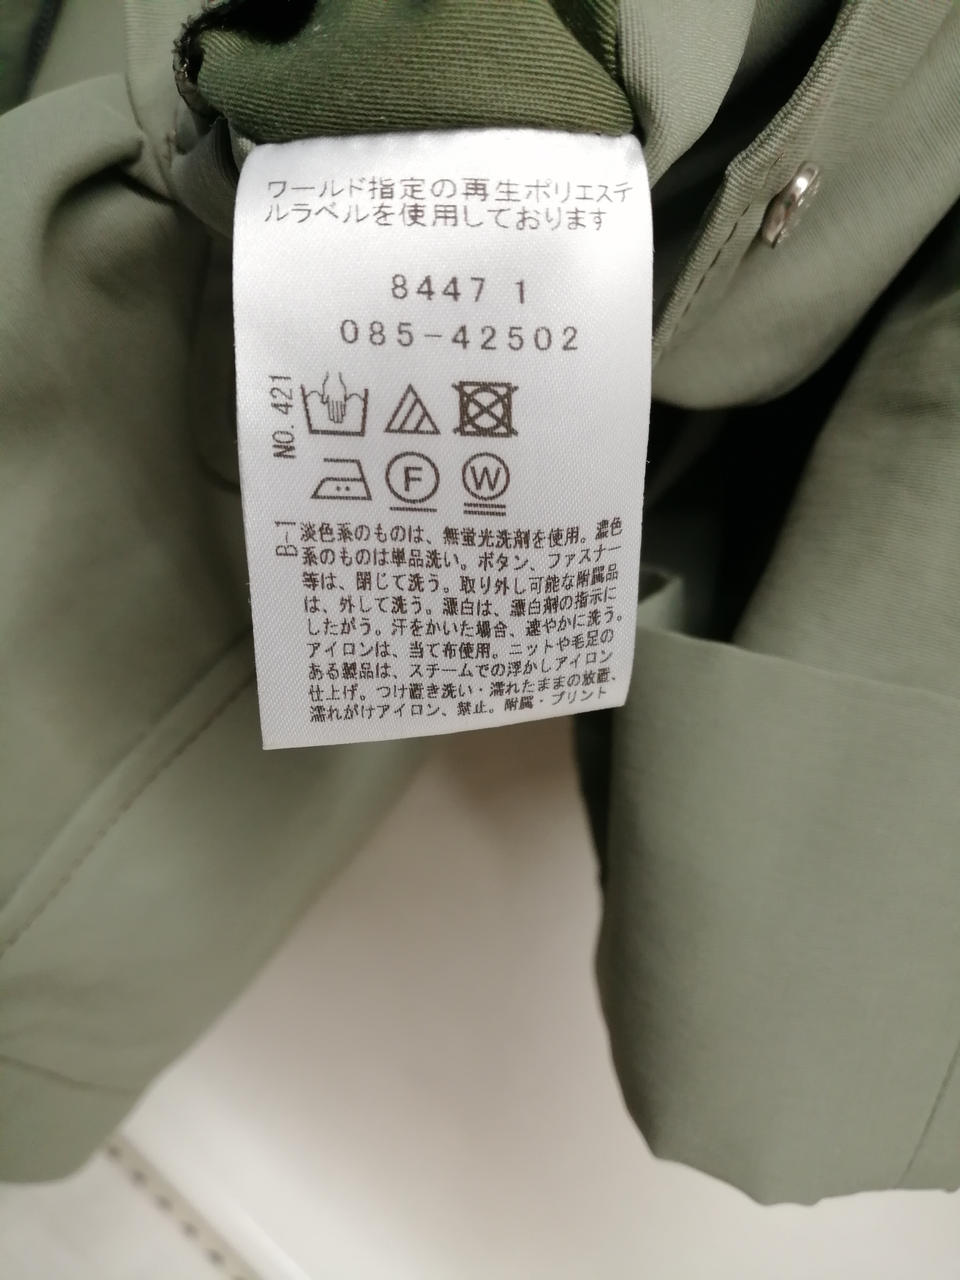 ワールド指定の再生ポリエステ
ルラベルを使用しております
8447 1
085-42502
NO. 421
F W
B-1
淡色系のものは、無蛍光洗剤を使用。濃色
系のものは単品洗い。ボタン、ファスナー
等は、閉じて洗う。取り外し可能な附属品
は、外して洗う。漂白は、漂白剤の指示に
したがう。汗をかいた場合、速やかに洗う。
アイロンは、当て布使用。ニットや毛足の
ある製品は、スチームでの浮かしアイロン
仕上げ。つけ置き洗い・濡れたままの放置、
濡れがけアイロン、禁止。附属・プリント